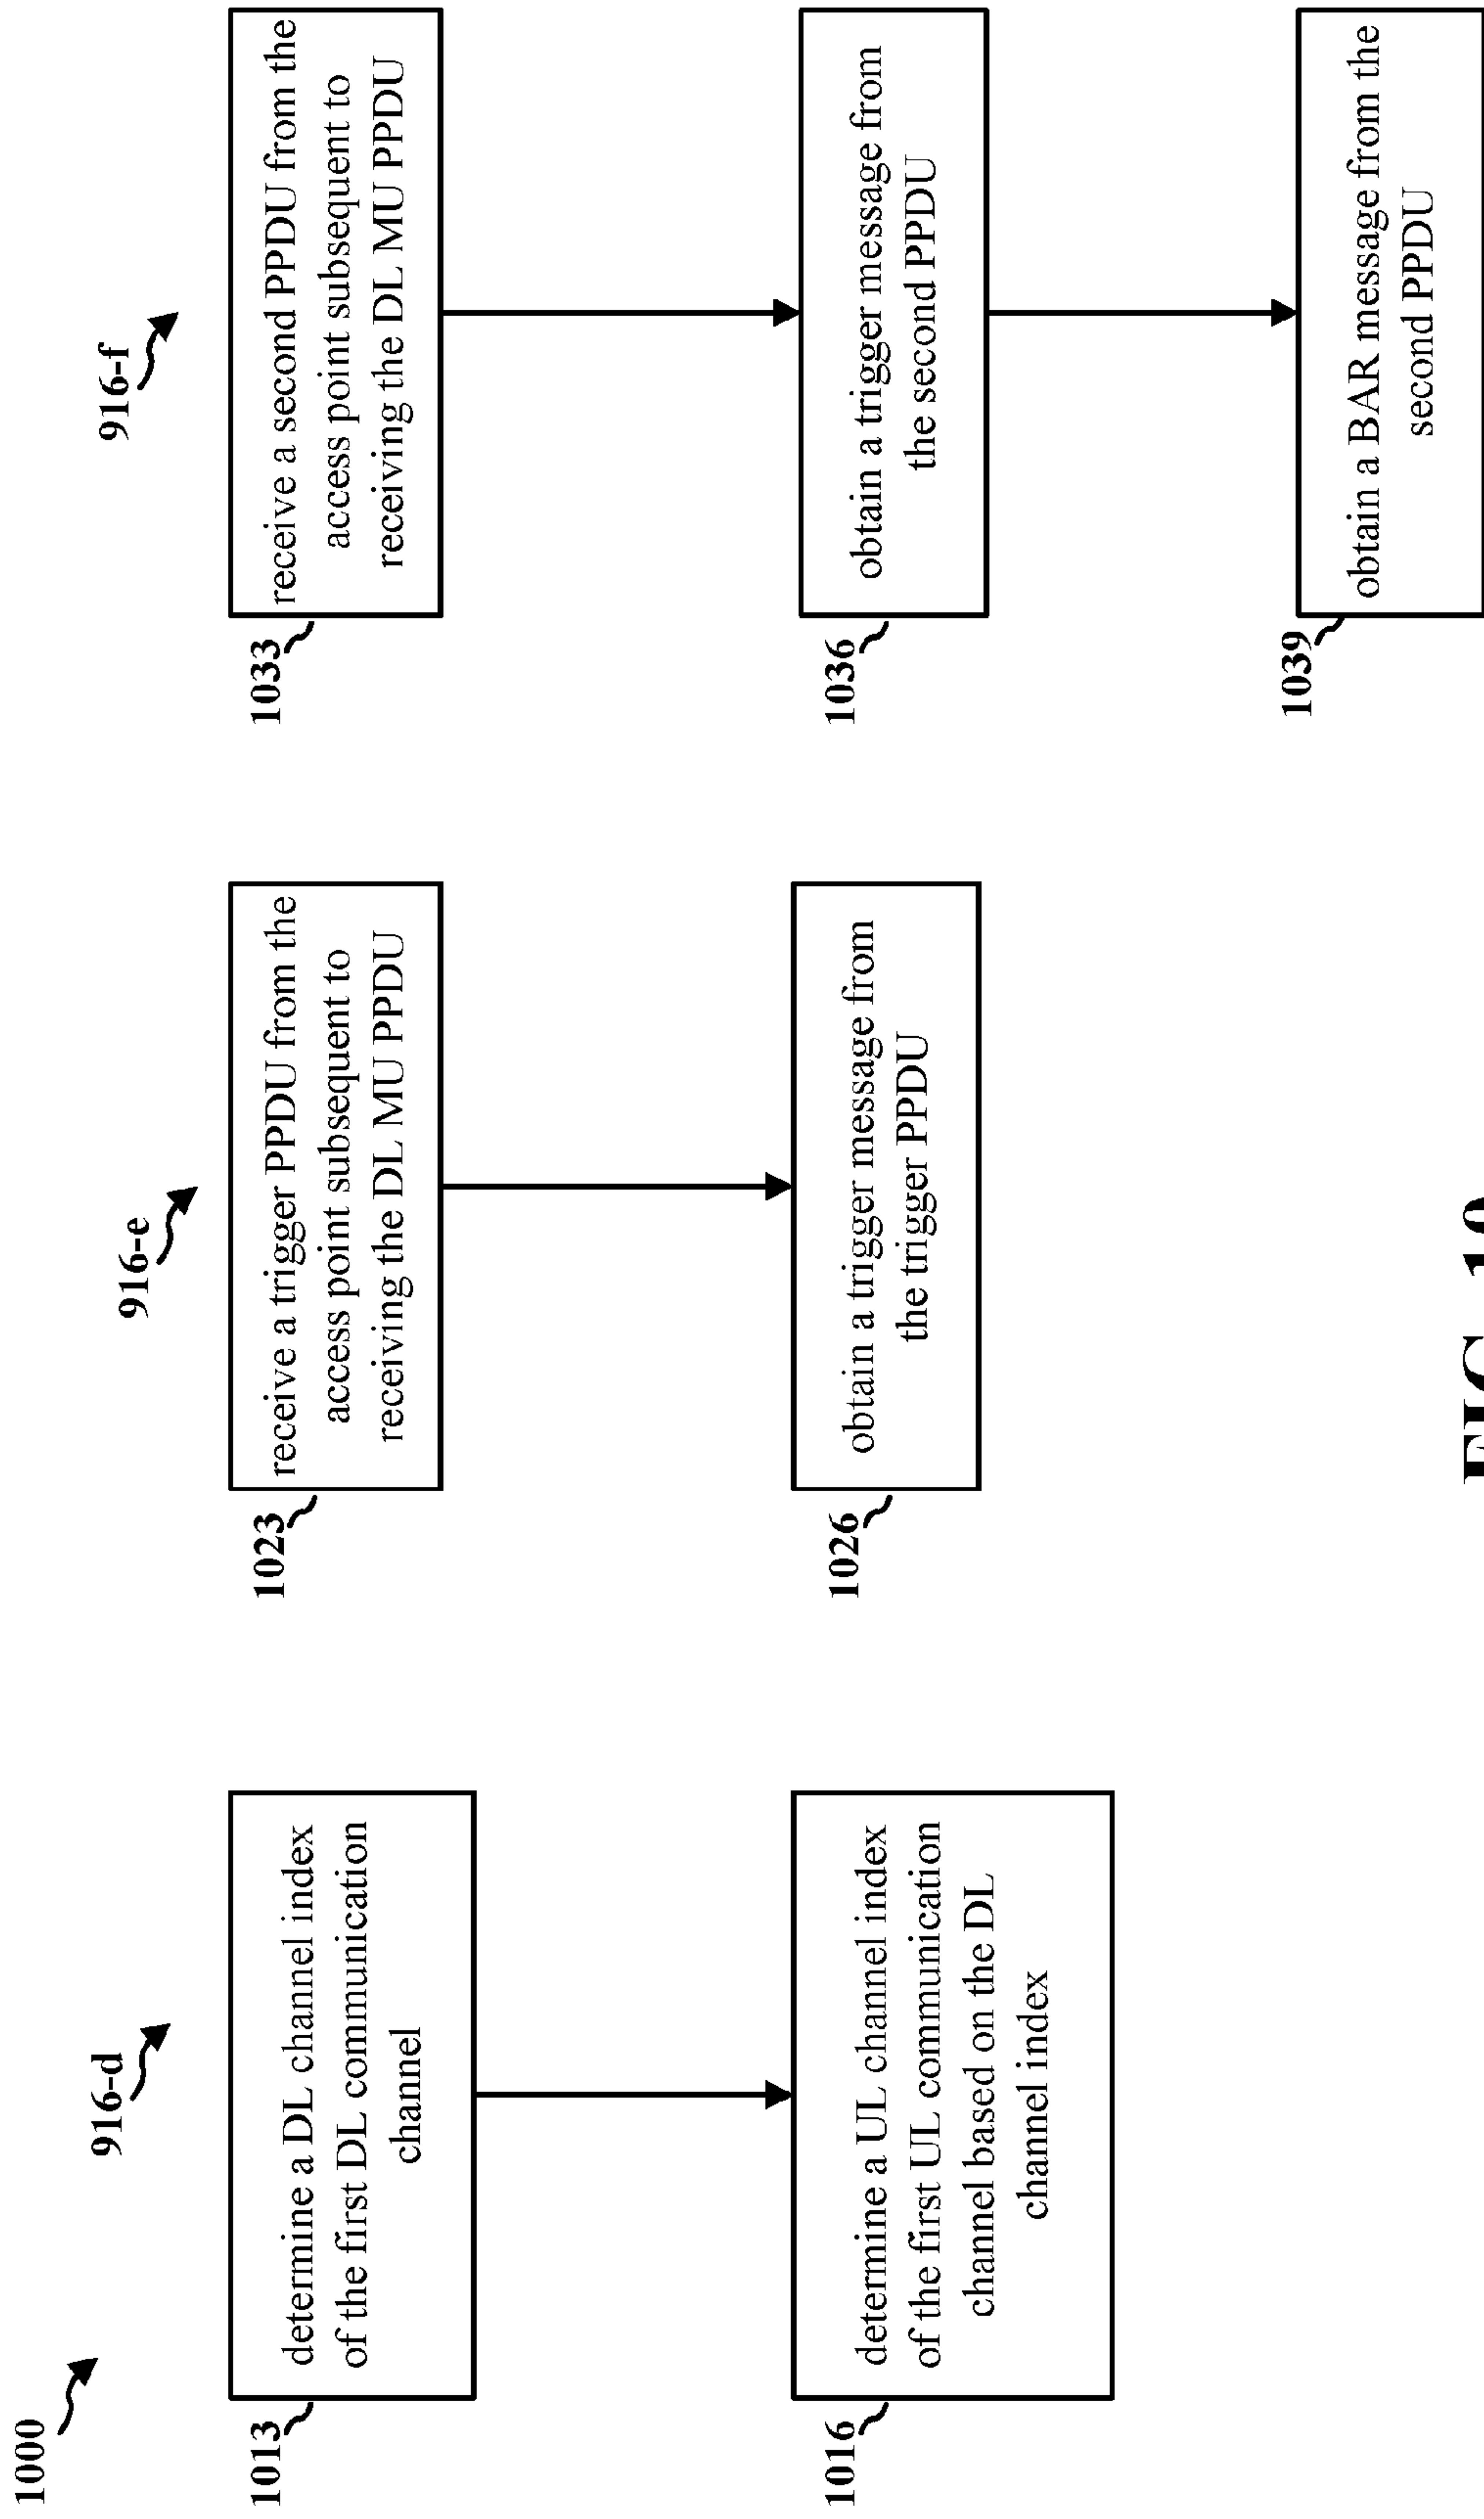 1000
916-d
1013
determine a DL channel index
of the first DL communication
channel
1016
determine a UL channel index
of the first UL communication
channel based on the DL
channel index
916-e
1023
receive a trigger PPDU from the
access point subsequent to
receiving the DL MU PPDU
1026
obtain a trigger message from
the trigger PPDU
916-f
1033
receive a second PPDU from the
access point subsequent to
receiving the DL MU PPDU
1036
obtain a trigger message from
the second PPDU
1039
obtain a BAR message from the
second PPDU
FIG. 10